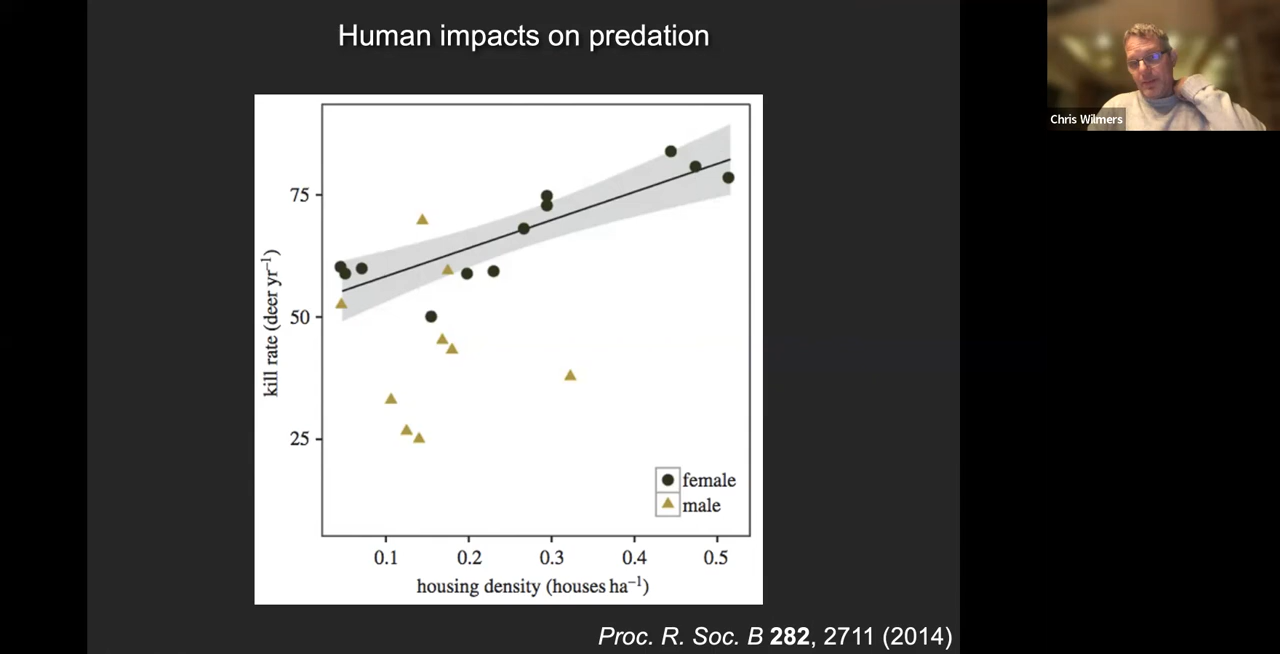 Human impacts on predation
Chris Wilmers
75
50
25
kill rate (deer yr⁻¹)
female
male
0.1 0.2 0.3 0.4 0.5
housing density (houses ha⁻¹)
Proc. R. Soc. B 282, 2711 (2014)